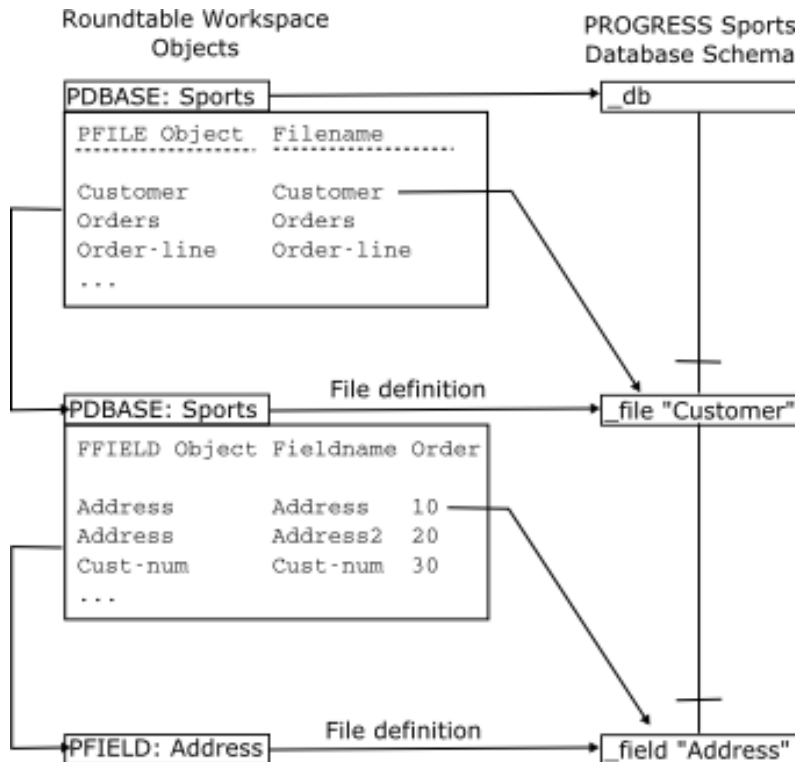 Roundtable Workspace
Objects
PROGRESS Sports
Database Schema
PDBASE: Sports
_db
PFILE Object Filename
Customer Customer
Orders Orders
Order-line Order-line
...
File definition
PDBASE: Sports
_file "Customer"
FFIELD Object Fieldname Order
Address Address 10
Address Address2 20
Cust-num Cust-num 30
...
File definition
PFIELD: Address
_field "Address"